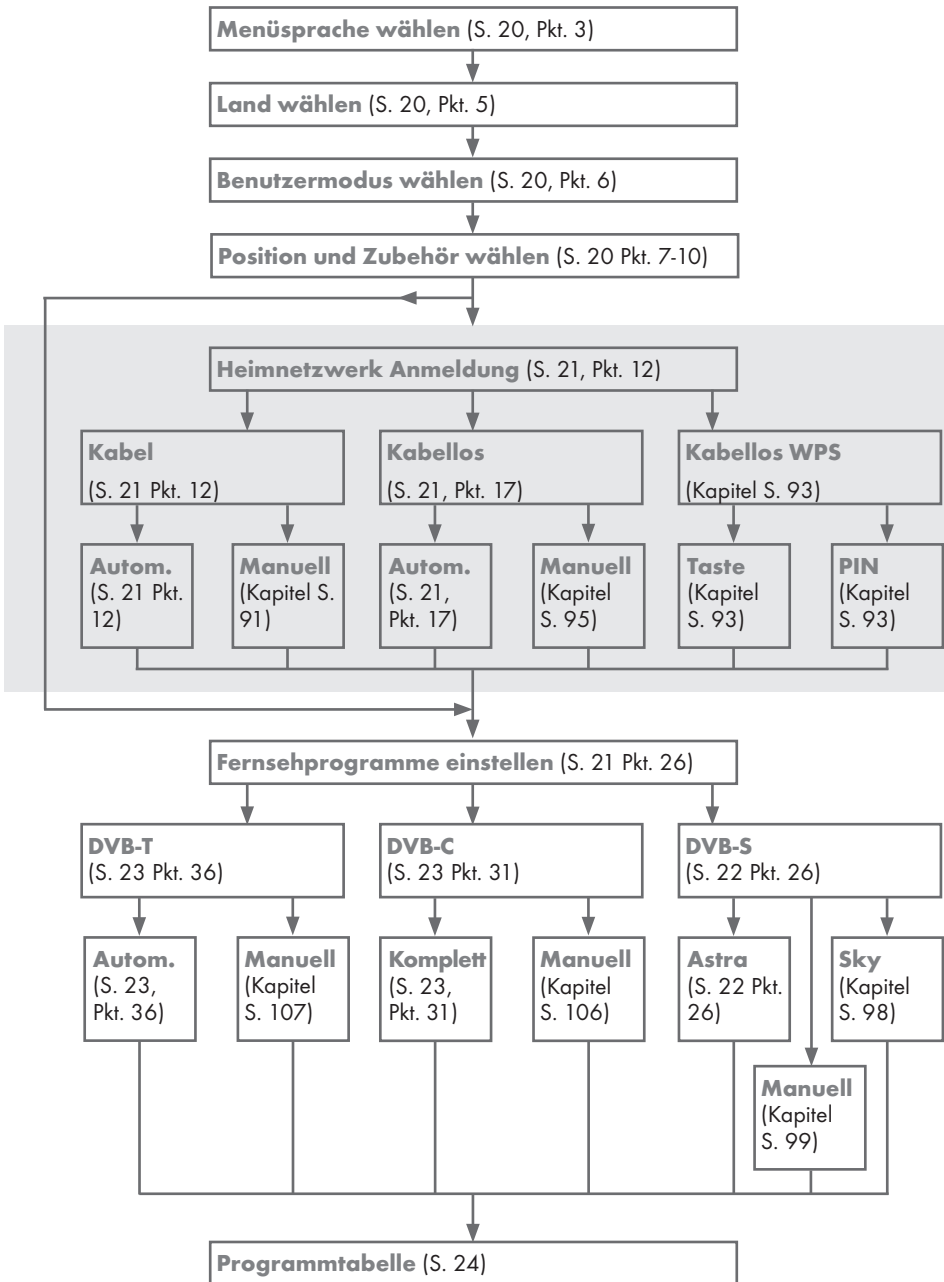 Menüsprache wählen (S. 20, Pkt. 3)
Land wählen (S. 20, Pkt. 5)
Benutzermodus wählen (S. 20, Pkt. 6)
Position und Zubehör wählen (S. 20 Pkt. 7-10)
Heimnetzwerk Anmeldung (S. 21, Pkt. 12)
Kabel
(S. 21 Pkt. 12)
Kabellos
(S. 21, Pkt. 17)
Kabellos WPS
(Kapitel S. 93)
Autom.
(S. 21 Pkt.
12)
Manuell
(Kapitel S.
91)
Autom.
(S. 21,
Pkt. 17)
Manuell
(Kapitel
S. 95)
Taste
(Kapitel
S. 93)
PIN
(Kapitel
S. 93)
Fernsehprogramme einstellen (S. 21 Pkt. 26)
DVB-T
(S. 23 Pkt. 36)
DVB-C
(S. 23 Pkt. 31)
DVB-S
(S. 22 Pkt. 26)
Autom.
(S. 23,
Pkt. 36)
Manuell
(Kapitel
S. 107)
Komplett
(S. 23,
Pkt. 31)
Manuell
(Kapitel
S. 106)
Astra
(S. 22 Pkt.
26)
Sky
(Kapitel
S. 98)
Manuell
(Kapitel
S. 99)
Programmtabelle (S. 24)